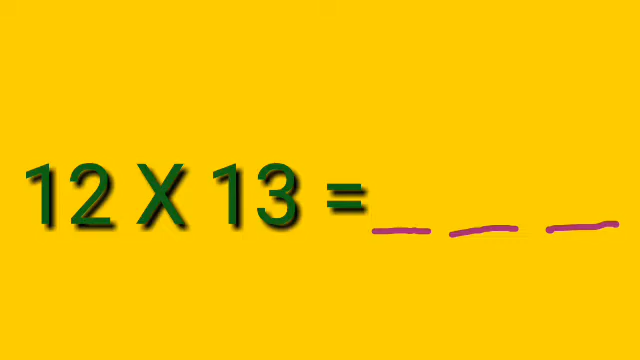 12 X 13 = _ _ _